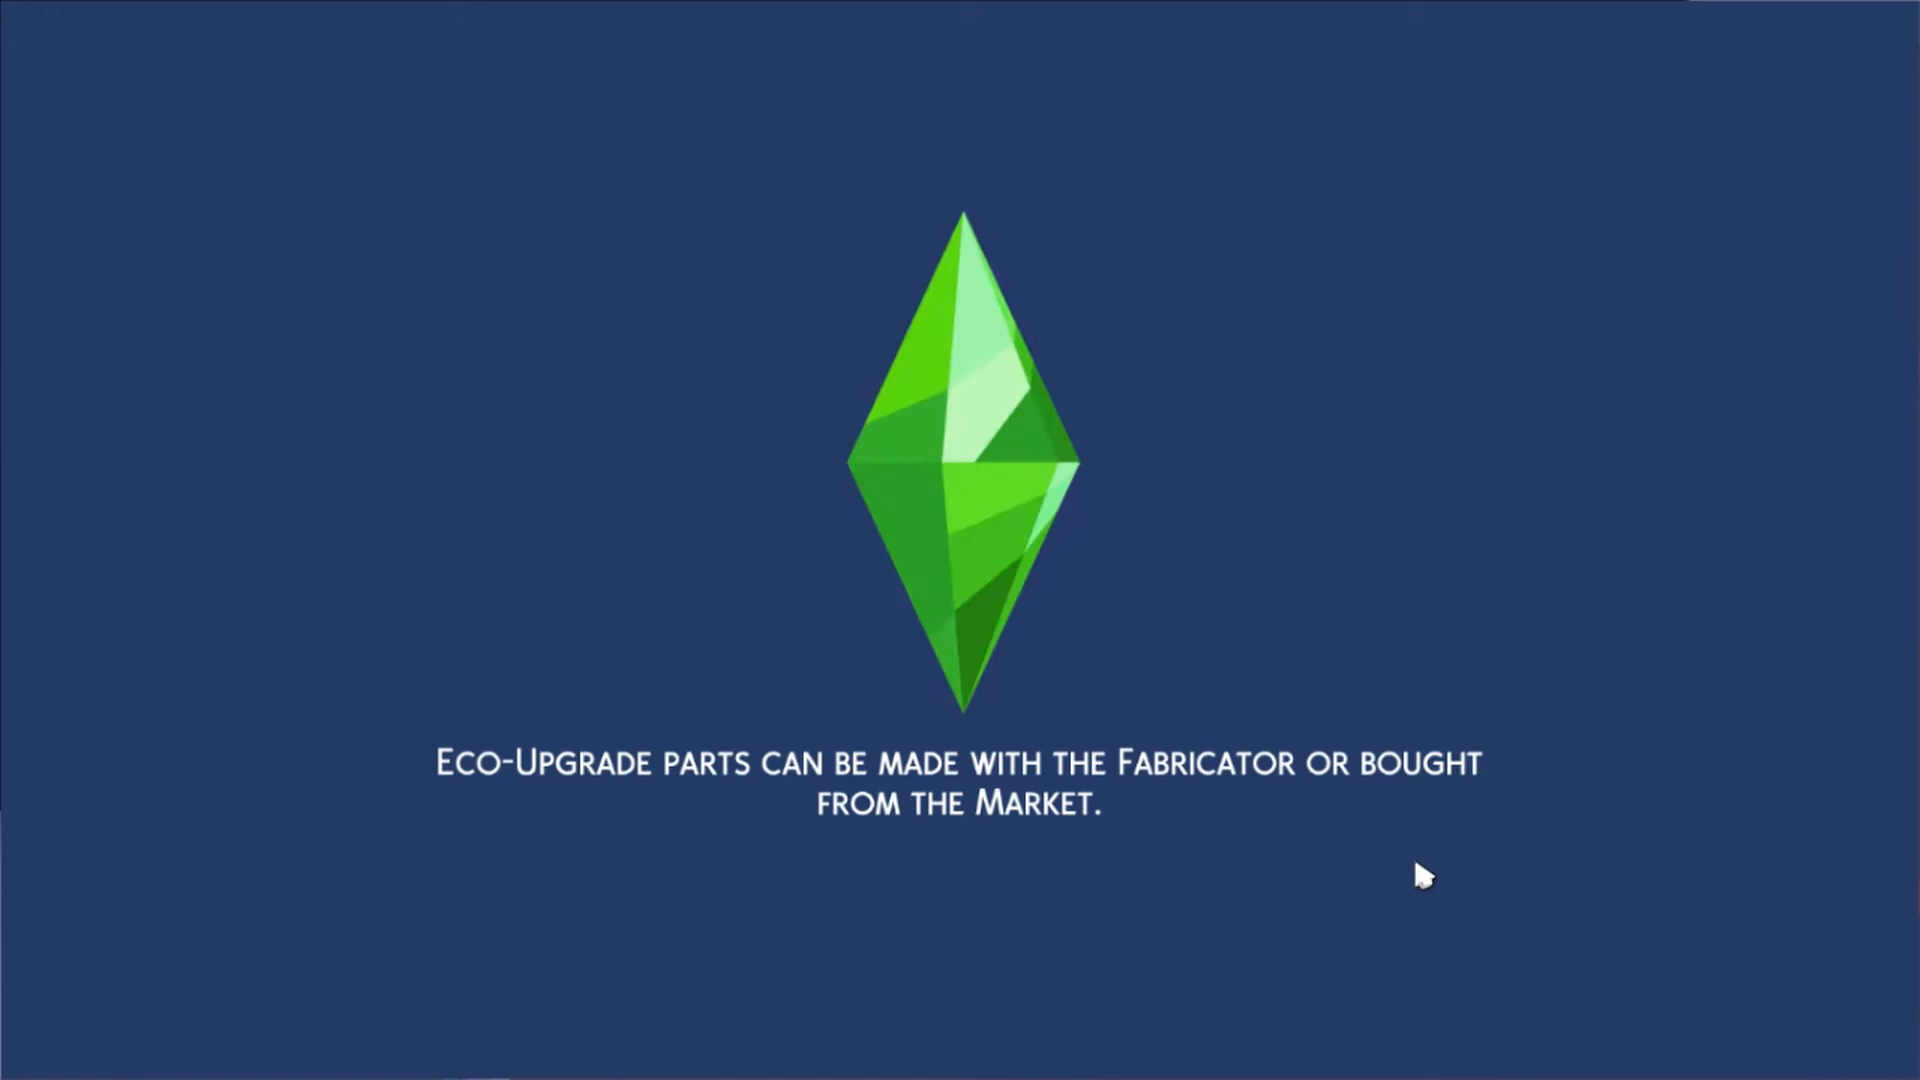 Eco-Upgrade parts can be made with the Fabricator or bought
from the Market.